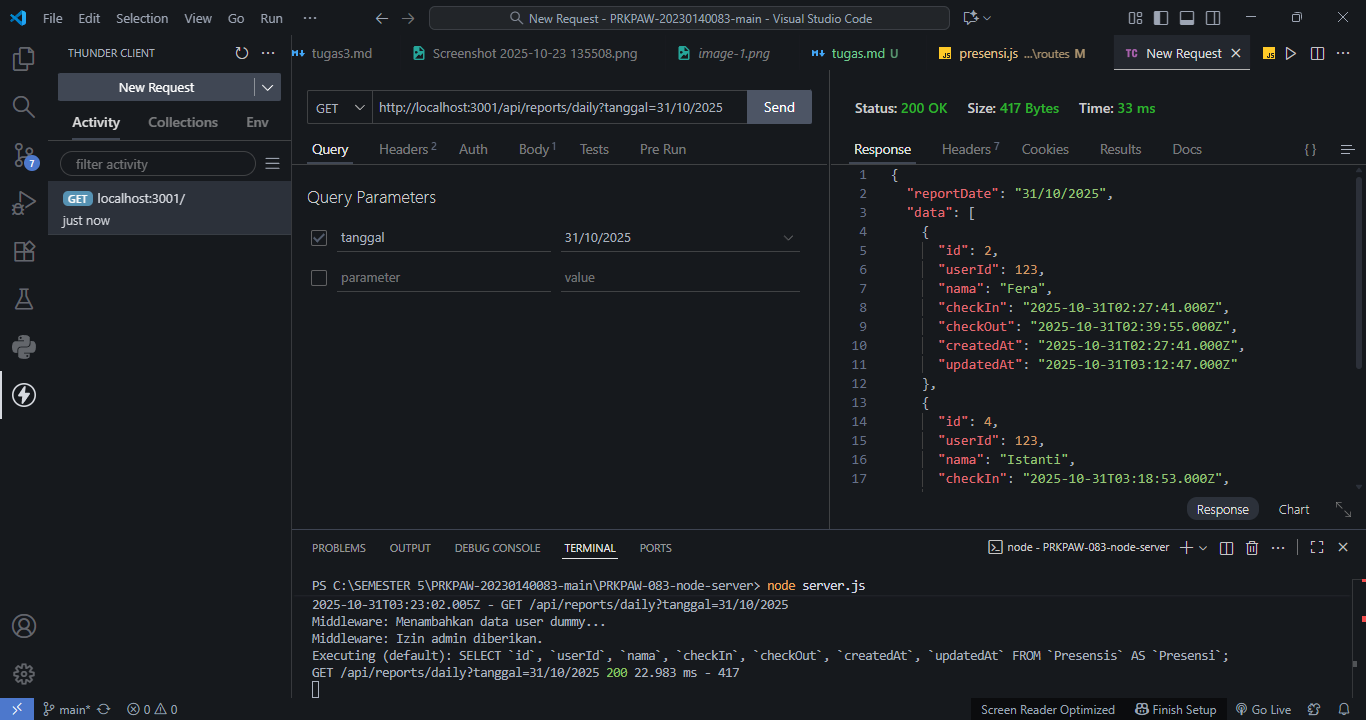 File Edit Selection View Go Run ··· New Request - PRKPAW-20230140083-main - Visual Studio Code
THUNDER CLIENT
New Request
Activity Collections Env
filter activity
GET localhost:3001/
just now
7
tugas3.md Screenshot 2025-10-23 135508.png image-1.png tugas.md U presensi.js ...\routes M TC New Request
GET http://localhost:3001/api/reports/daily?tanggal=31/10/2025 Send
Query Headers 2 Auth Body 1 Tests Pre Run
Query Parameters
tanggal 31/10/2025
parameter value
Status: 200 OK Size: 417 Bytes Time: 33 ms
Response Headers 7 Cookies Results Docs { }
1 {
2 "reportDate": "31/10/2025",
3 "data": [
4 {
5 "id": 2,
6 "userId": 123,
7 "nama": "Fera",
8 "checkIn": "2025-10-31T02:27:41.000Z",
9 "checkOut": "2025-10-31T02:39:55.000Z",
10 "createdAt": "2025-10-31T02:27:41.000Z",
11 "updatedAt": "2025-10-31T03:12:47.000Z"
12 },
13 {
14 "id": 4,
15 "userId": 123,
16 "nama": "Istanti",
17 "checkIn": "2025-10-31T03:18:53.000Z",
Response Chart
PROBLEMS OUTPUT DEBUG CONSOLE TERMINAL PORTS node - PRKPAW-083-node-server
PS C:\SEMESTER 5\PRKPAW-20230140083-main\PRKPAW-083-node-server> node server.js
2025-10-31T03:23:02.005Z - GET /api/reports/daily?tanggal=31/10/2025
Middleware: Menambahkan data user dummy...
Middleware: Izin admin diberikan.
Executing (default): SELECT `id`, `userId`, `nama`, `checkIn`, `checkOut`, `createdAt`, `updatedAt` FROM `Presensis` AS `Presensi`;
GET /api/reports/daily?tanggal=31/10/2025 200 22.983 ms - 417
main* 0 0 Screen Reader Optimized Finish Setup Go Live